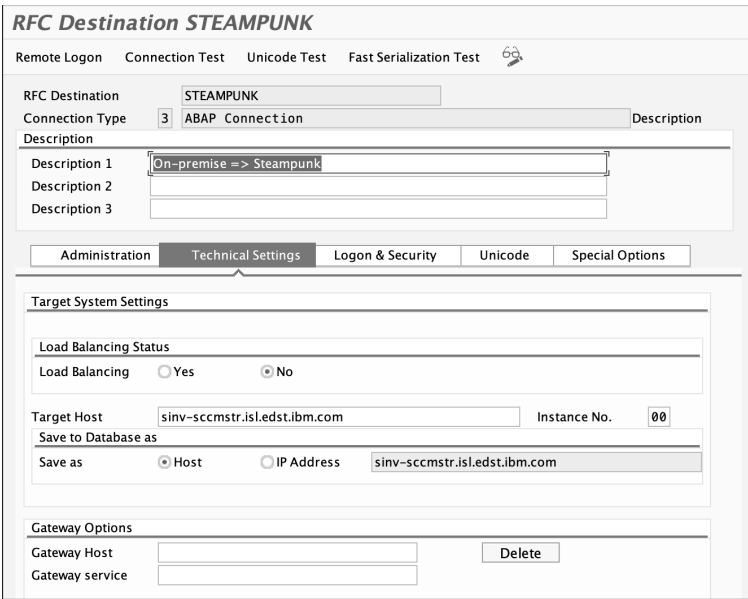 RFC Destination STEAMPUNK
Remote Logon Connection Test Unicode Test Fast Serialization Test
RFC Destination STEAMPUNK
Connection Type 3 ABAP Connection Description
Description
Description 1 On-premise => Steampunk
Description 2
Description 3
Administration Technical Settings Logon & Security Unicode Special Options
Target System Settings
Load Balancing Status
Load Balancing Yes No
Target Host sinv-sccmstr.isl.edst.ibm.com Instance No. 00
Save to Database as
Save as Host IP Address sinv-sccmstr.isl.edst.ibm.com
Gateway Options
Gateway Host Delete
Gateway service